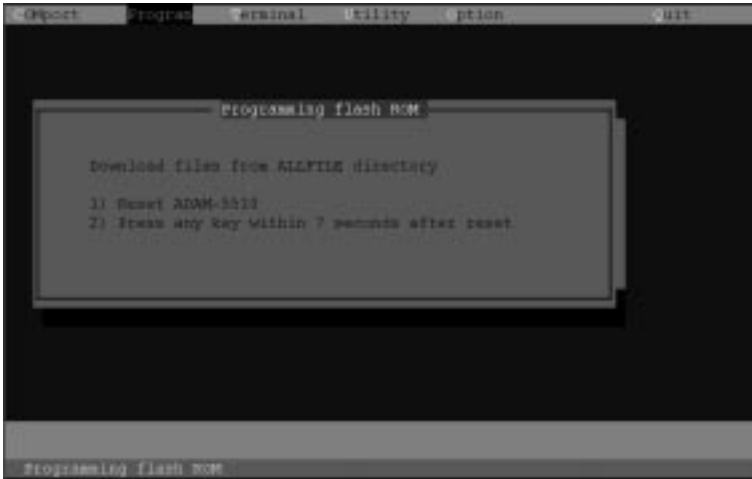 COMport Program Terminal Utility Option Quit
Programming flash ROM
Download files from ALLFILE directory
1) Reset ADAM-5510
2) Press any key within 7 seconds after reset
Programming flash ROM